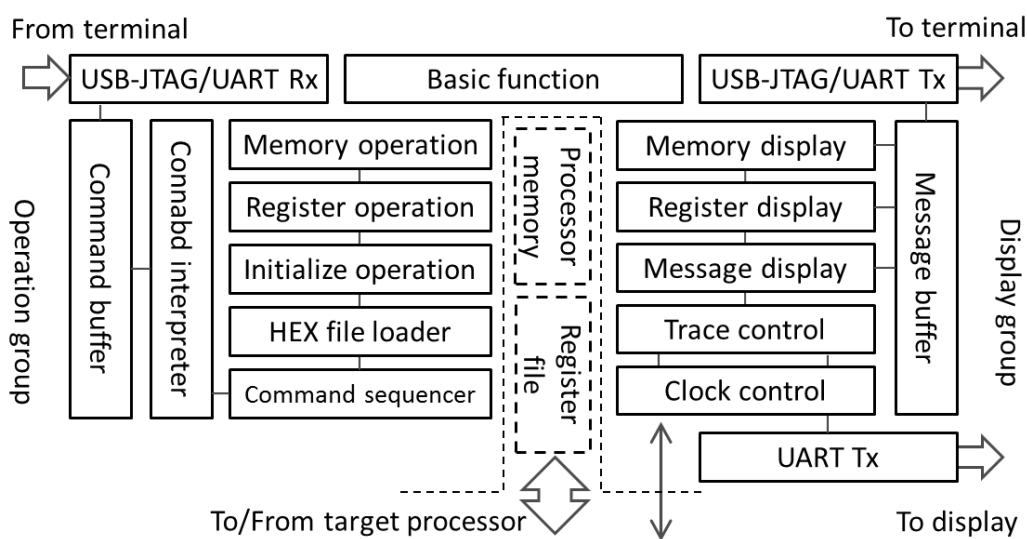 From terminal
To terminal
USB-JTAG/UART Rx
Basic function
USB-JTAG/UART Tx
Operation group
Command buffer
Connabd interpreter
Memory operation
Register operation
Initialize operation
HEX file loader
Command sequencer
Processor
memory
Register
file
Memory display
Register display
Message display
Trace control
Clock control
Message buffer
Display group
UART Tx
To/From target processor
To display